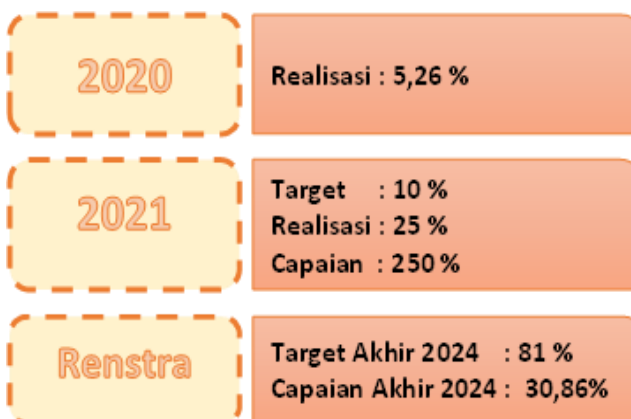 2020
Realisasi : 5,26 %
2021
Target : 10 %
Realisasi : 25 %
Capaian : 250 %
Renstra
Target Akhir 2024 : 81 %
Capaian Akhir 2024 : 30,86%